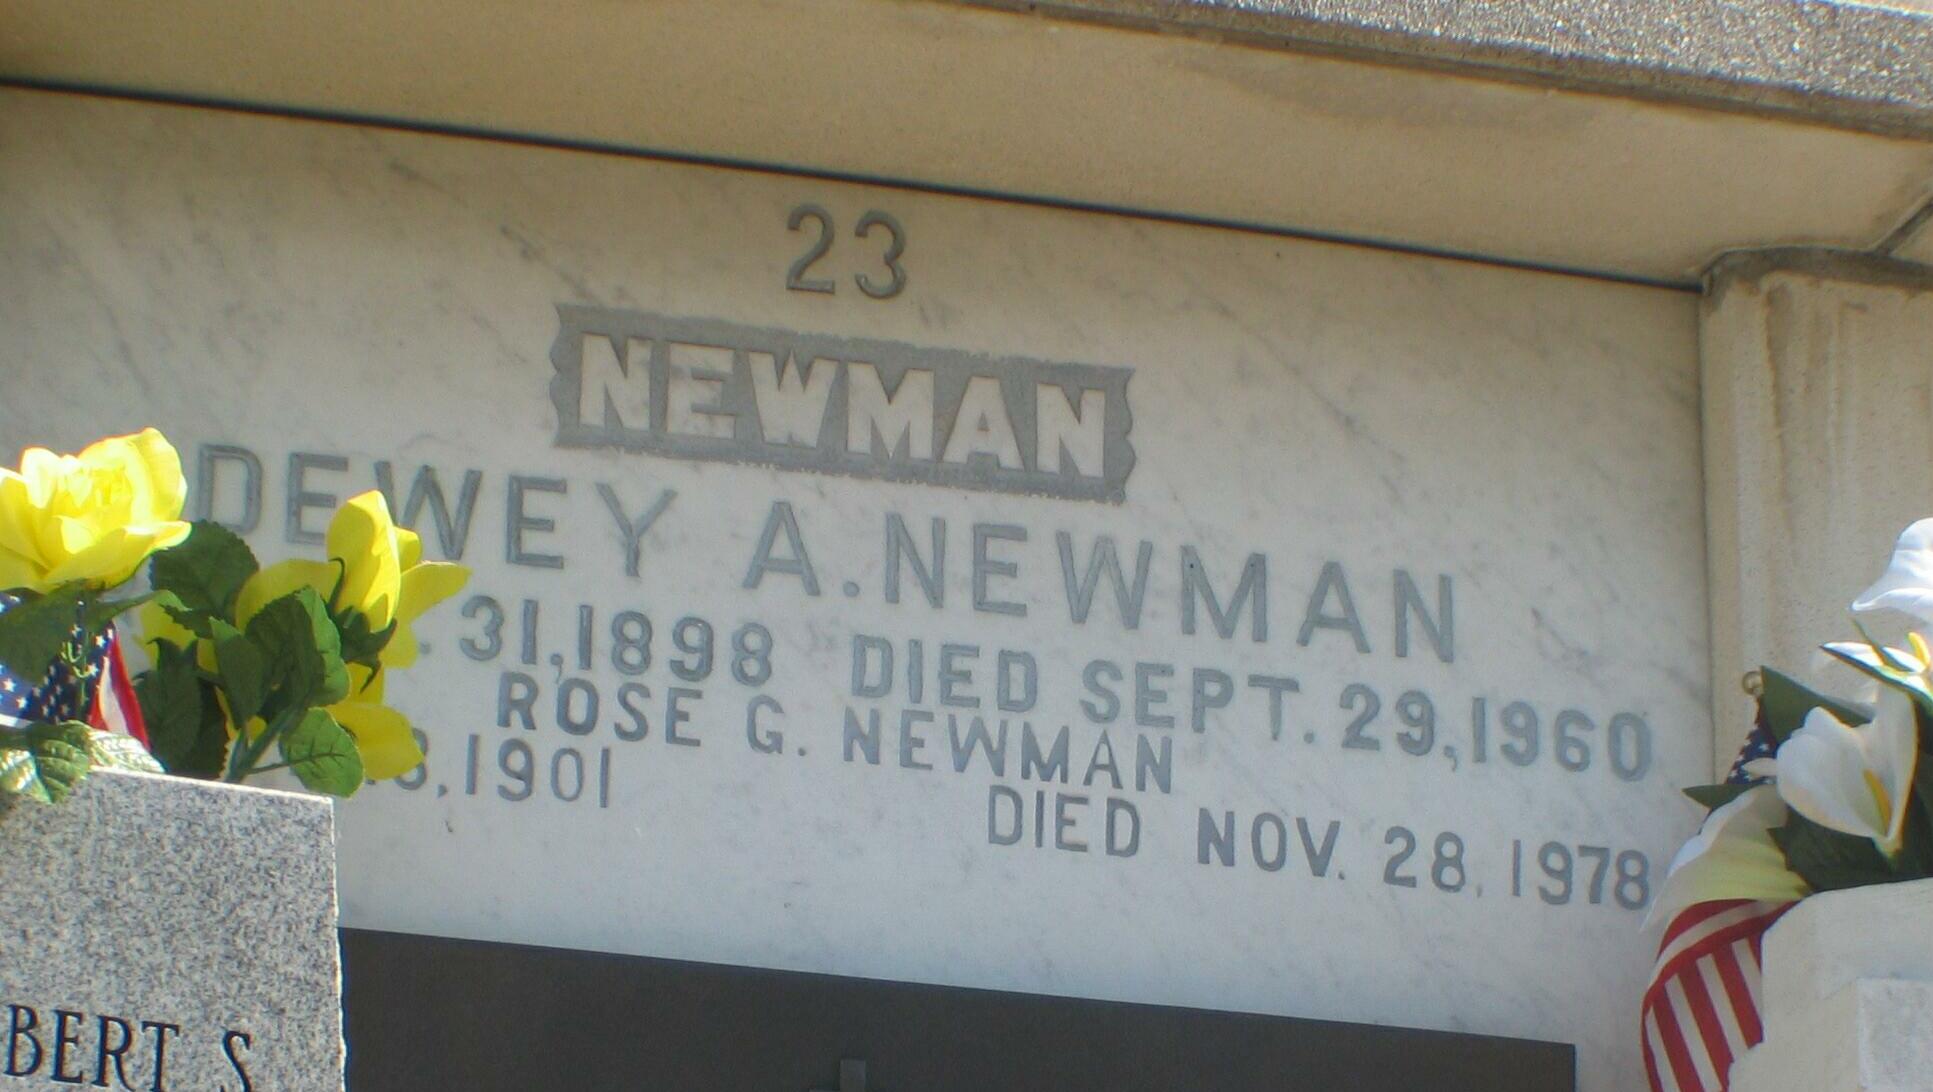 23
NEWMAN
DEWEY A. NEWMAN
31, 1898 DIED SEPT. 29, 1960
ROSE G. NEWMAN
1901
DIED NOV. 28, 1978
BERT S